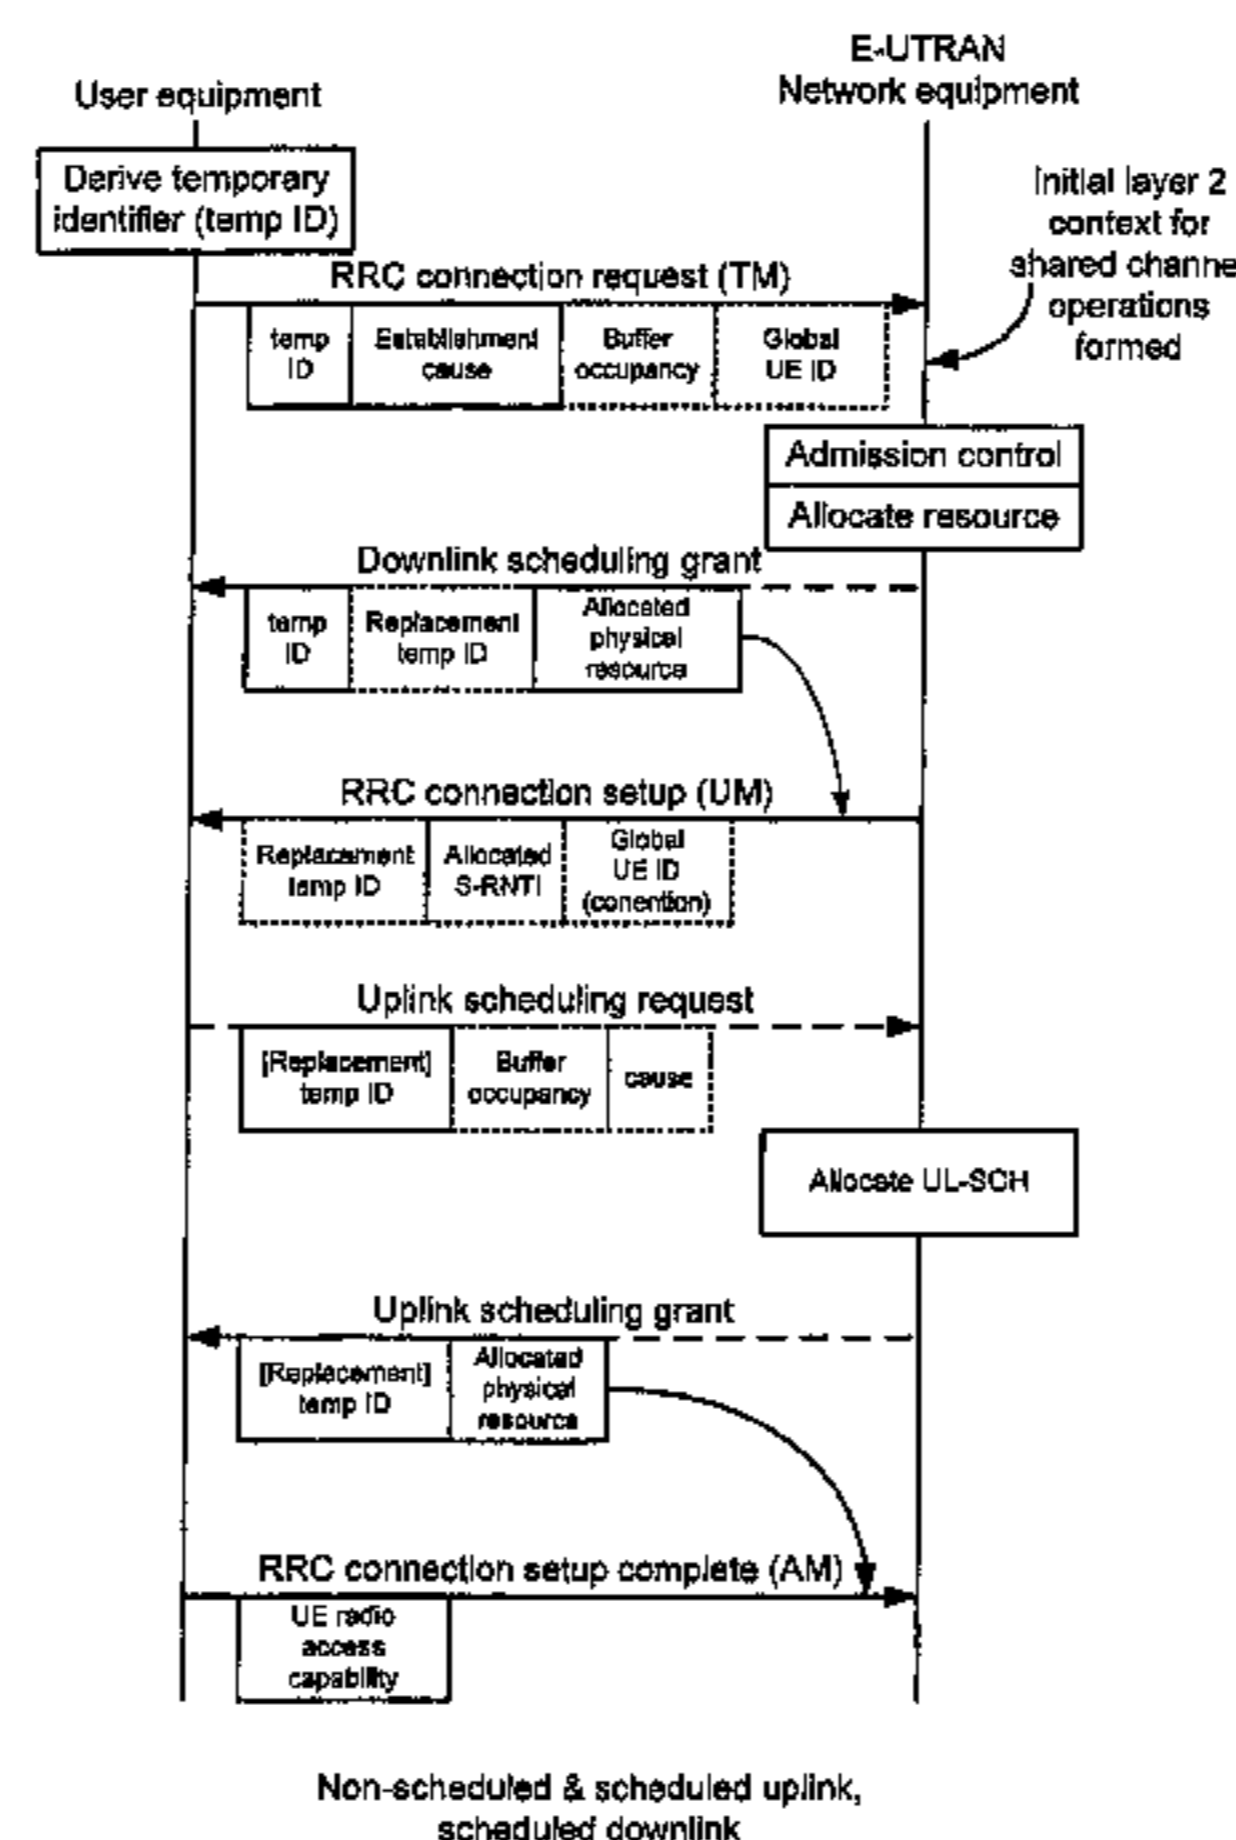 E-UTRAN
User equipment
Network equipment
Derive temporary
identifier (temp ID)
Initial layer 2
context for
shared channe
operations
formed
RRC connection request (TM)
temp
ID
Establishment
cause
Buffer
occupancy
Global
UE ID
Admission control
Allocate resource
Downlink scheduling grant
temp
ID
Replacement
temp ID
Allocated
physical
resource
RRC connection setup (UM)
Replacement
temp ID
Allocated
S-RNTI
Global
UE ID
(conention)
Uplink scheduling request
[Replacement]
temp ID
Buffer
occupancy
cause
Allocate UL-SCH
Uplink scheduling grant
[Replacement]
temp ID
Allocated
physical
resource
RRC connection setup complete (AM)
UE radio
access
capability
Non-scheduled & scheduled uplink,
scheduled downlink